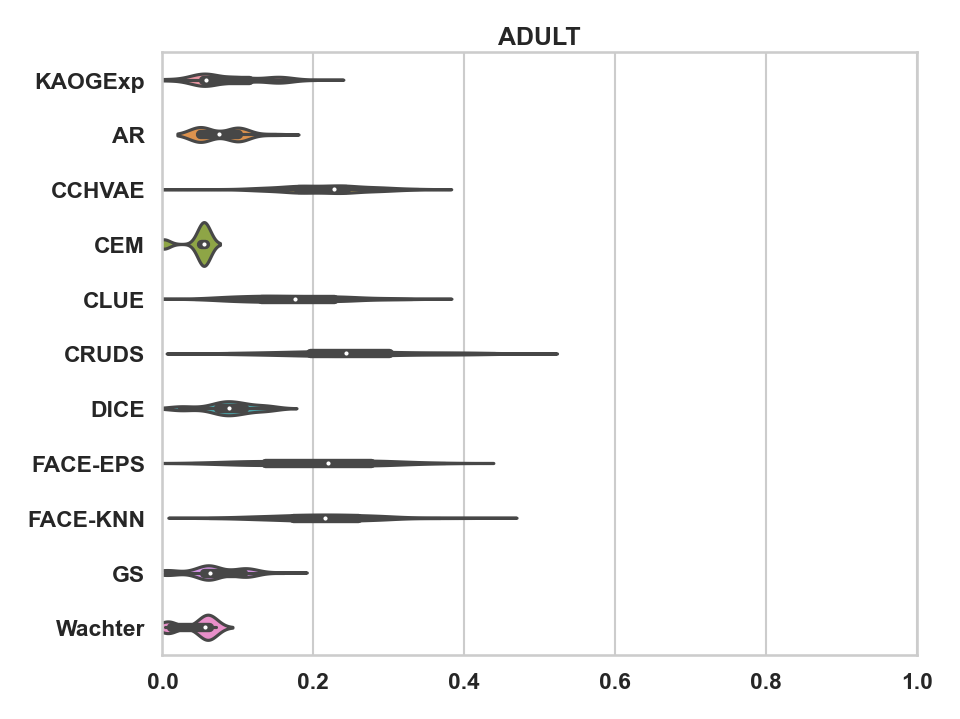 ADULT
KAOGExp
AR
CCHVAE
CEM
CLUE
CRUDS
DICE
FACE-EPS
FACE-KNN
GS
Wachter
0.0 0.2 0.4 0.6 0.8 1.0